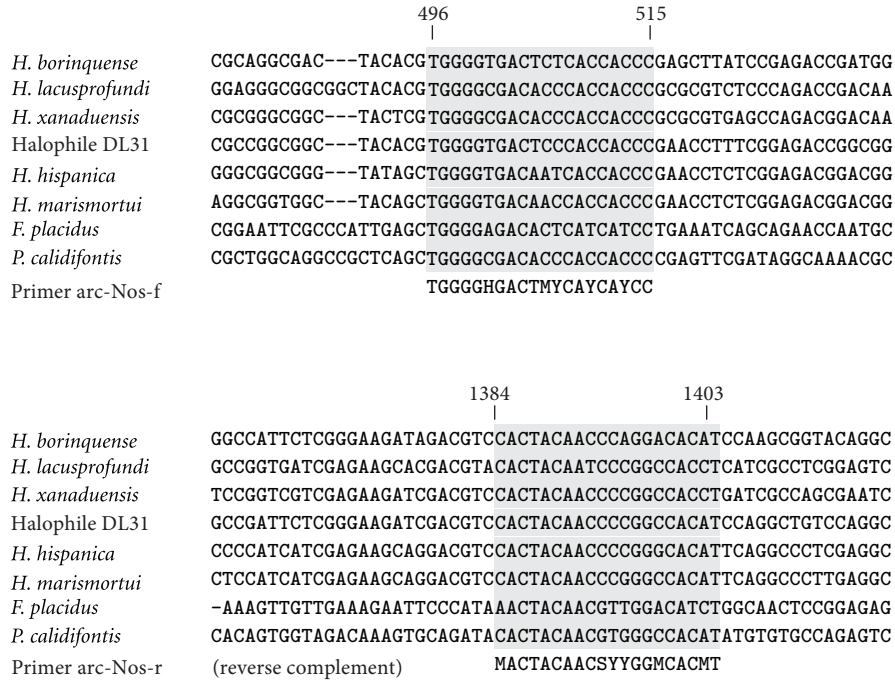 496 515
H. borinquense CGCAGGCGAC---TACACGTGGGGTGACTCTCACCACCCGAGCTTATCCGAGACCGATGG
H. lacusprofundi GGAGGGCGGCGGCTACACGTGGGGCGACACCCACCACCCGCGCGTCTCCCAGACCGACAA
H. xanaduensis CGCGGGCGGC---TACTCGTGGGGCGACACCCACCACCCGCGCGTGAGCCAGACGGACAA
Halophile DL31 CGCCGGCGGC---TACACGTGGGGTGACTCCCACCACCCGAACCTTTCGGAGACCGGCGG
H. hispanica GGGCGGCGGG---TATAGCTGGGGTGACAATCACCACCCGAACCTCTCGGAGACGGACGG
H. marismortui AGGCGGTGGC---TACAGCTGGGGTGACAACCACCACCCGAACCTCTCGGAGACGGACGG
F. placidus CGGAATTCGCCCATTGAGCTGGGGAGACACTCATCATCCTGAAATCAGCAGAACCAATGC
P. calidifontis CGCTGGCAGGCCGCTCAGCTGGGGCGACACCCACCACCCCGAGTTCGATAGGCAAAACGC
Primer arc-Nos-f TGGGGHGACTMYCAYCAYCC
1384 1403
H. borinquense GGCCATTCTCGGGAAGATAGACGTCCACTACAACCCAGGACACATCCAAGCGGTACAGGC
H. lacusprofundi GCCGGTGATCGAGAAGCACGACGTACACTACAATCCCGGCCACCTCATCGCCTCGGAGTC
H. xanaduensis TCCGGTCGTCGAGAAGATCGACGTCCACTACAACCCCGGCCACCTGATCGCCAGCGAATC
Halophile DL31 GCCGATTCTCGGGAAGATCGACGTCCACTACAACCCCGGCCACATCCAGGCTGTCCAGGC
H. hispanica CCCCATCATCGAGAAGCAGGACGTCCACTACAACCCCGGGCACATTCAGGCCCTCGAGGC
H. marismortui CTCCATCATCGAGAAGCAGGACGTCCACTACAACCCGGGCCACATTCAGGCCCTTGAGGC
F. placidus -AAAGTTGTTGAAAGAATTCCCATAAACTACAACGTTGGACATCTGGCAACTCCGGAGAG
P. calidifontis CACAGTGGTAGACAAAGTGCAGATACACTACAACGTGGGCCACATATGTGTGCCAGAGTC
Primer arc-Nos-r (reverse complement) MACTACAACSYYGGMCACMT